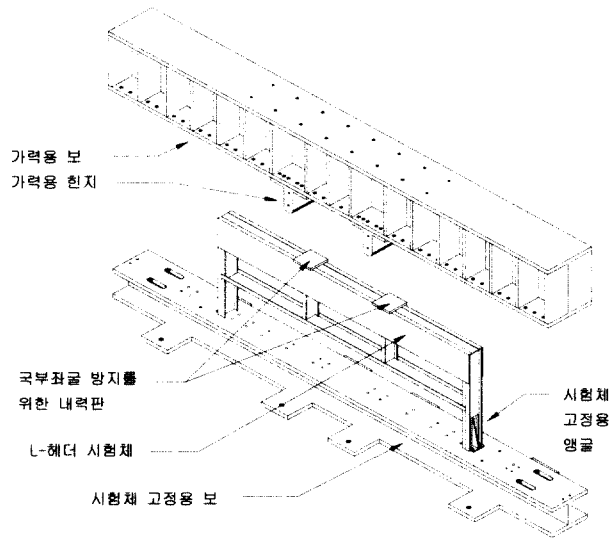 가력용 보
가력용 힌지
국부좌굴 방지를
위한 내력판
L-헤더 시험체
시험체 고정용 보
시험체
고정용
앵글